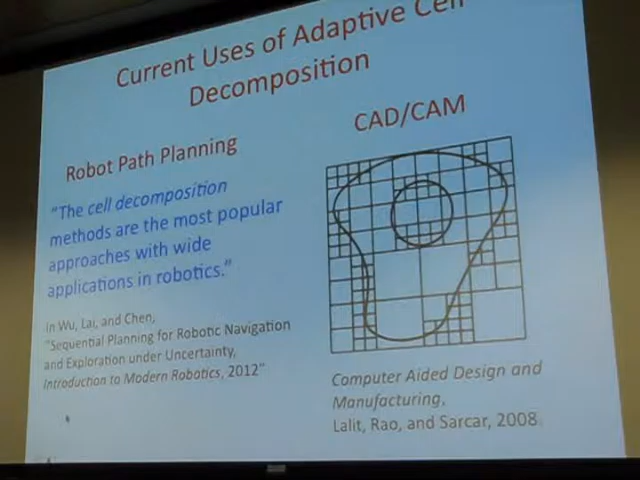 Current Uses of Adaptive Cell
Decomposition
Robot Path Planning
"The cell decomposition
methods are the most popular
approaches with wide
applications in robotics."
In Wu, Lai, and Chen,
"Sequential Planning for Robotic Navigation
and Exploration under Uncertainty,
Introduction to Modern Robotics, 2012"
CAD/CAM
Computer Aided Design and
Manufacturing,
Lalit, Rao, and Sarcar, 2008